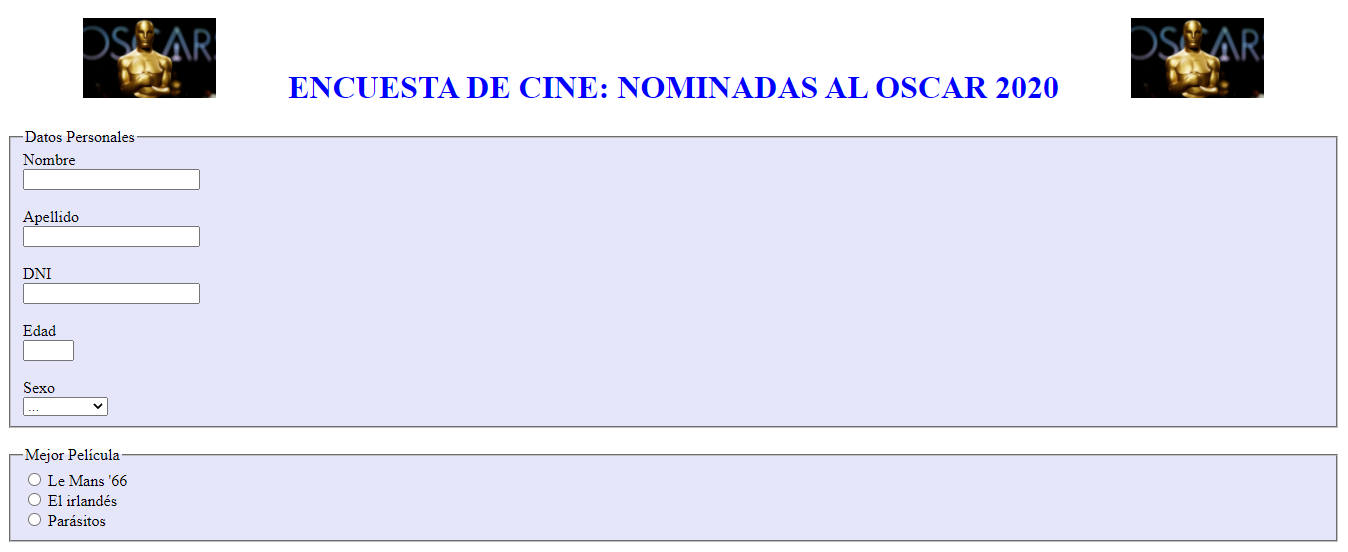 OSCARS
ENCUESTA DE CINE: NOMINADAS AL OSCAR 2020
OSCARS
Datos Personales
Nombre
Apellido
DNI
Edad
Sexo
...
Mejor Película
Le Mans '66
El irlandés
Parásitos